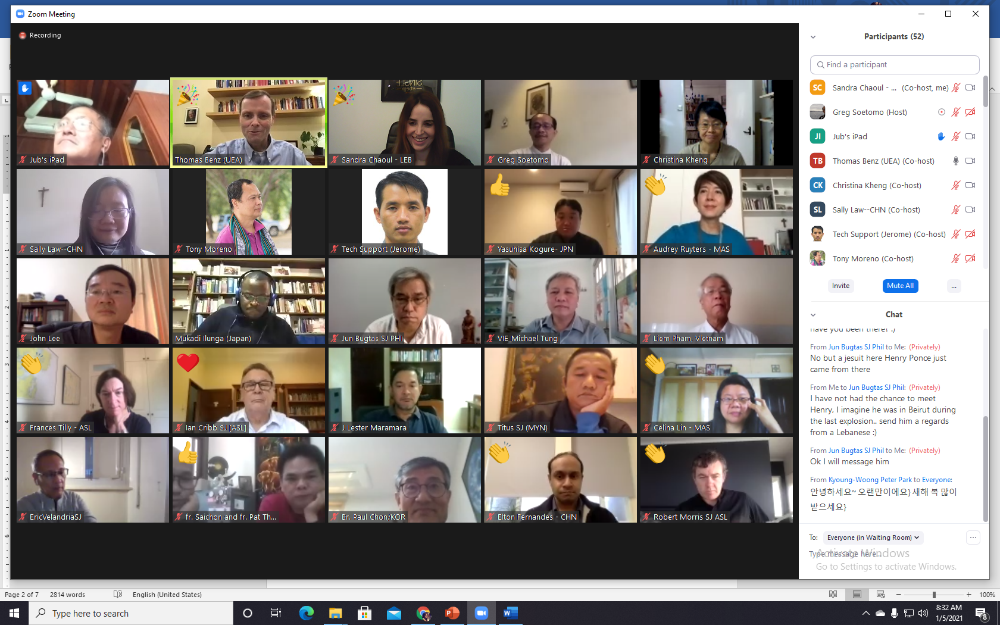 Zoom Meeting
Recording
Jub's iPad
Thomas Benz (UEA)
SINGLE
step
Sandra Chaoul - LEB
Greg Soetomo
Christina Kheng
Sally Law--CHN
Tony Moreno
Tech Support (Jerome)
Yasuhisa Kogure- JPN
Audrey Ruyters - MAS
John Lee
Mukadi Ilunga (Japan)
Jun Bugtas SJ PHI
VIE_Michael Tung
Liem Pham, Vietnam
Frances Tilly - ASL
Ian Cribb SJ [ASL]
J Lester Maramara
Titus SJ (MYN)
Celina Lin - MAS
EricVelandriaSJ
fr. Saichon and fr. Pat Th...
Br. Paul Chon/KOR
Elton Fernandes - CHN
Robert Morris SJ ASL
Participants (52)
Find a participant
SC Sandra Chaoul - ... (Co-host, me)
Greg Soetomo (Host)
JI Jub's iPad
TB Thomas Benz (UEA) (Co-host)
CK Christina Kheng (Co-host)
SL Sally Law--CHN (Co-host)
Tech Support (Jerome) (Co-host)
Tony Moreno (Co-host)
Invite Mute All ...
Chat
have you been there? :)
From Jun Bugtas SJ Phil to Me: (Privately)
No but a jesuit here Henry Ponce just
came from there
From Me to Jun Bugtas SJ Phil: (Privately)
I have not had the chance to meet
Henry, I imagine he was in Beirut during
the last explosion.. send him a regards
from a Lebanese :)
From Jun Bugtas SJ Phil to Me: (Privately)
Ok I will message him
From Kyoung-Woong Peter Park to Everyone:
안녕하세요~ 오랜만이에요} 새해 복 많이
받으세요}
To: Everyone (in Waiting Room)
Type message here...
Activate Windows
Go to Settings to activate Windows.
Page 2 of 7 2814 words English (United States) 100%
Type here to search
8:32 AM
1/5/2021
8